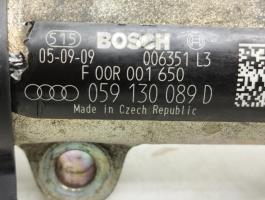 515 BOSCH
05-09-09 006351 L3
F 00R 001 650
059 130 089 D
Made in Czech Republic